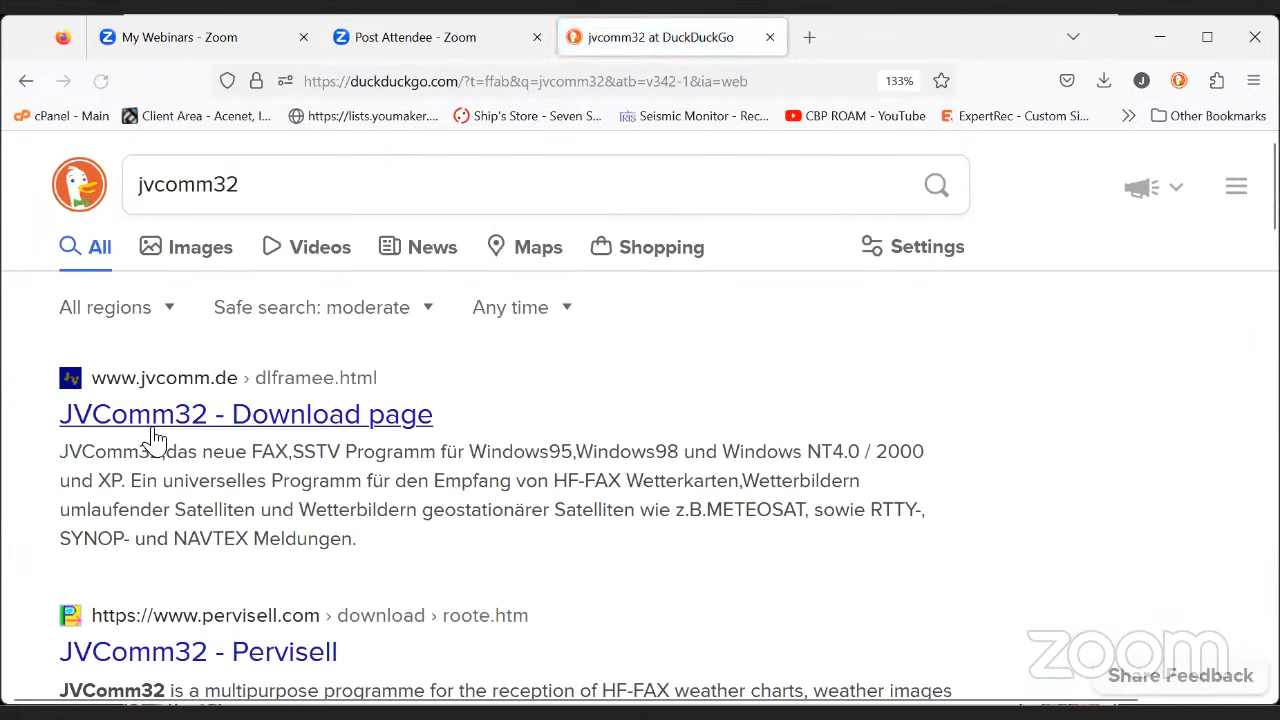 My Webinars - Zoom
Post Attendee - Zoom
jvcomm32 at DuckDuckGo
https://duckduckgo.com/?t=ffab&q=jvcomm32&atb=v342-1&ia=web
133%
J
cPanel - Main
Client Area - Acenet, I...
https://lists.youmaker....
Ship's Store - Seven S...
IRIS Seismic Monitor - Rec...
CBP ROAM - YouTube
ExpertRec - Custom Si...
Other Bookmarks
jvcomm32
All
Images
Videos
News
Maps
Shopping
Settings
All regions
Safe search: moderate
Any time
www.jvcomm.de › dlframee.html
JVComm32 - Download page
das neue FAX,SSTV Programm für Windows95,Windows98 und Windows NT4.0 / 2000
und XP. Ein universelles Programm für den Empfang von HF-FAX Wetterkarten,Wetterbildern
umlaufender Satelliten und Wetterbildern geostationärer Satelliten wie z.B.METEOSAT, sowie RTTY-,
SYNOP- und NAVTEX Meldungen.
https://www.pervisell.com › download › roote.htm
JVComm32 - Pervisell
JVComm32 is a multipurpose programme for the reception of HF-FAX weather charts, weather images
zoom
Share Feedback